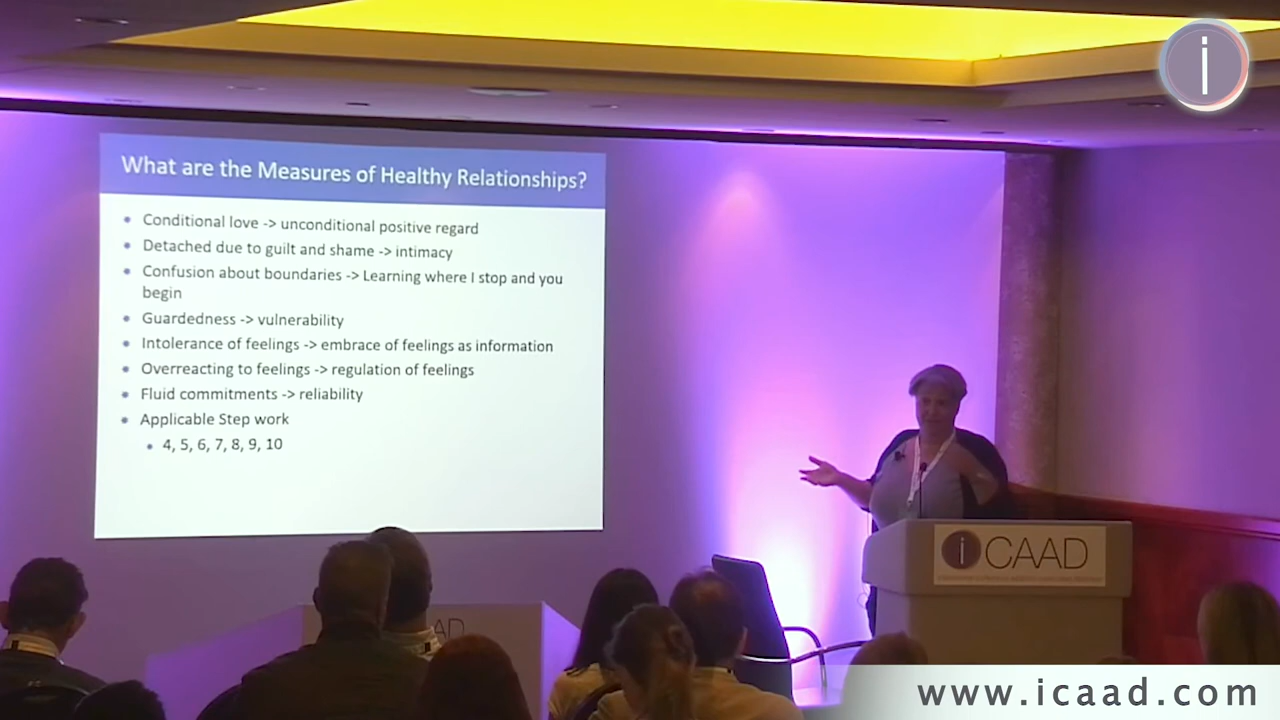 i
What are the Measures of Healthy Relationships?
Conditional love -> unconditional positive regard
Detached due to guilt and shame -> intimacy
Confusion about boundaries -> Learning where I stop and you
begin
Guardedness -> vulnerability
Intolerance of feelings -> embrace of feelings as information
Overreacting to feelings -> regulation of feelings
Fluid commitments -> reliability
Applicable Step work
4, 5, 6, 7, 8, 9, 10
iCAAD
AD
www.icaad.com